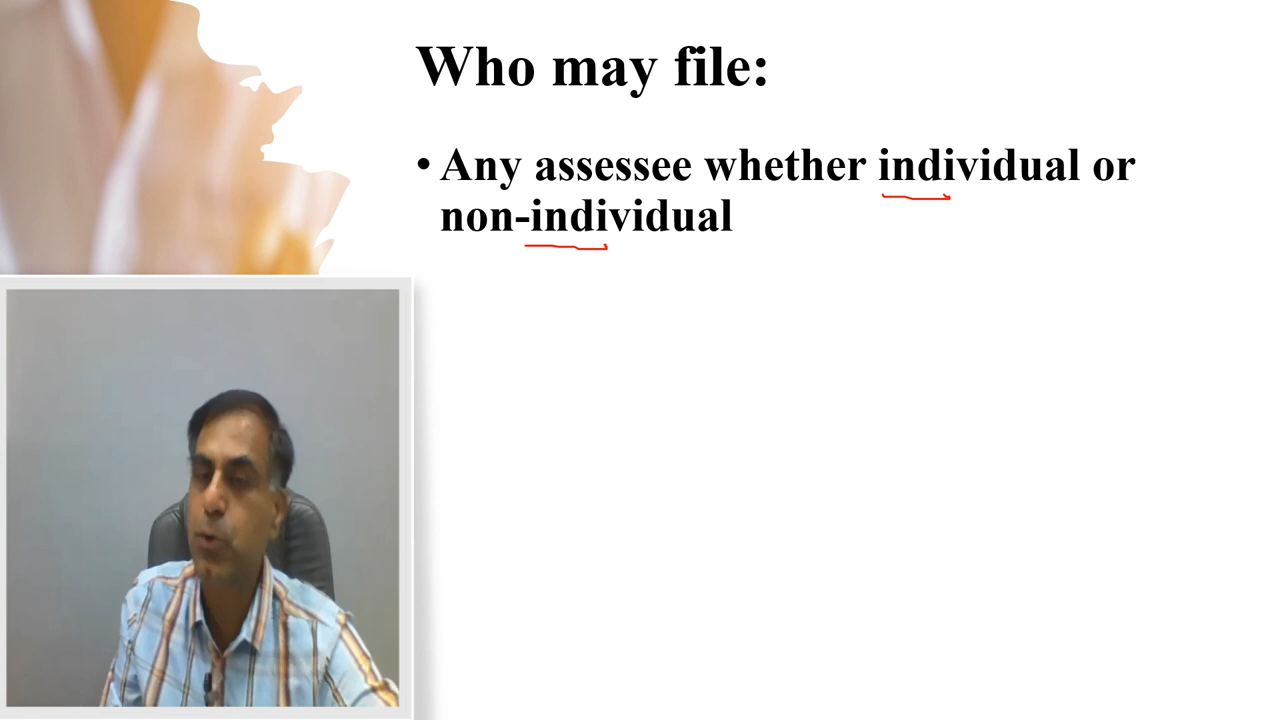 Who may file:
• Any assessee whether individual or
non-individual